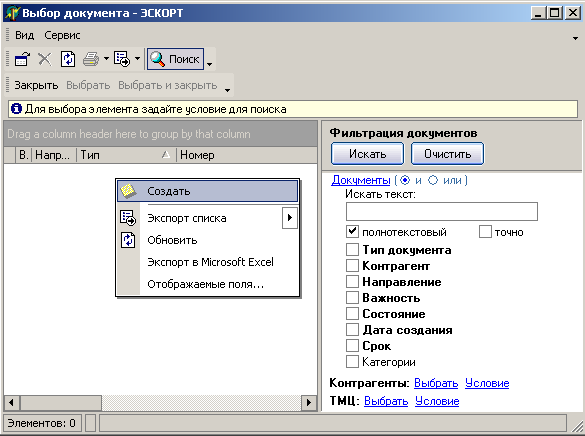 Выбор документа - ЭСКОРТ
Вид Сервис
Поиск
Закрыть Выбрать Выбрать и закрыть
Для выбора элемента задайте условие для поиска
Drag a column header here to group by that column
В. Напр... Тип Номер
Создать
Экспорт списка
Обновить
Экспорт в Microsoft Excel
Отображаемые поля...
Фильтрация документов
Искать Очистить
Документы ( и или )
Искать текст:
полнотекстовый точно
Тип документа
Контрагент
Направление
Важность
Состояние
Дата создания
Срок
Категории
Контрагенты: Выбрать Условие
ТМЦ: Выбрать Условие
Элементов: 0